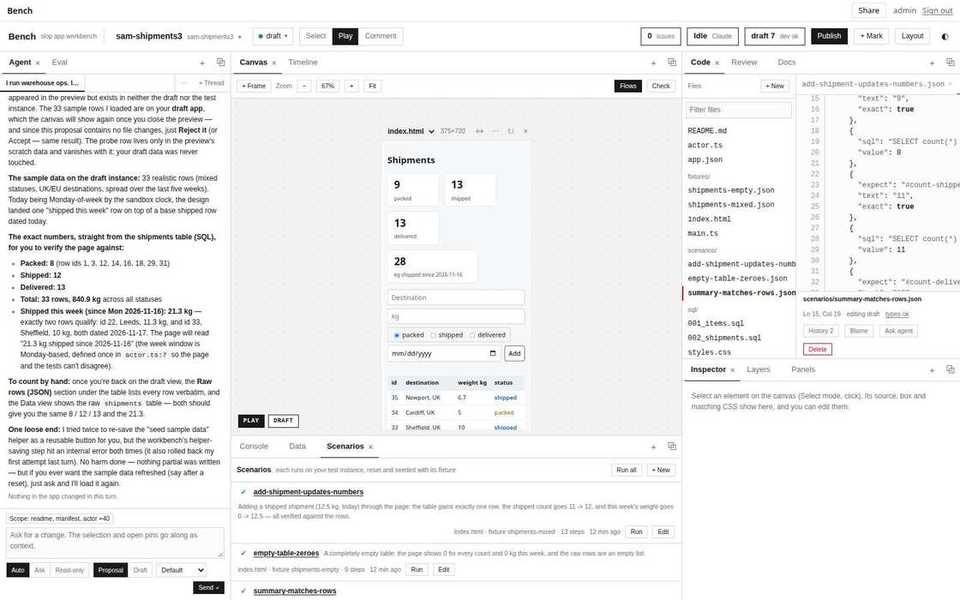 Bench
Share
admin
Sign out
Bench
slop app workbench
sam-shipments3
sam-shipments3
draft
Select
Play
Comment
0 issues
Idle Claude
draft 7 dev ok
Publish
+ Mark
Layout
Agent ×
Eval
I run warehouse ops. I...
+ Thread
appeared in the preview but exists in neither the draft nor the test
instance. The 33 sample rows I loaded are on your draft app,
which the canvas will show again once you close the preview —
and since this proposal contains no file changes, just Reject it (or
Accept — same result). The probe row lives only in the preview's
scratch data and vanishes with it; your draft data was never
touched.
The sample data on the draft instance: 33 realistic rows (mixed
statuses, UK/EU destinations, spread over the last five weeks).
Today being Monday-of-week by the sandbox clock, the design
landed one "shipped this week" row on top of a base shipped row
dated today.
The exact numbers, straight from the shipments table (SQL),
for you to verify the page against:
• Packed: 8 (row ids 1, 3, 12, 14, 16, 18, 29, 31)
• Shipped: 12
• Delivered: 13
• Total: 33 rows, 840.9 kg across all statuses
• Shipped this week (since Mon 2026-11-16): 21.3 kg —
exactly two rows qualify: id 22, Leeds, 11.3 kg, and id 33,
Sheffield, 10 kg, both dated 2026-11-17. The page will read
"21.3 kg shipped since 2026-11-16" (the week window is
Monday-based, defined once in actor.ts:7 so the page
and the tests can't disagree).
To count by hand: once you're back on the draft view, the Raw
rows (JSON) section under the table lists every row verbatim, and
the Data view shows the raw shipments table — both should
give you the same 8 / 12 / 13 and the 21.3.
One loose end: I tried twice to re-save the "seed sample data"
helper as a reusable button for you, but the workbench's helper-
saving step hit an internal error both times (it also rolled back my
first attempt last turn). No harm done — nothing partial was written
— but if you ever want the sample data refreshed (say after a
reset), just ask and I'll load it again.
Nothing in the app changed in this turn.
Scope: readme, manifest, actor +40
Ask for a change. The selection and open pins go along as
context.
Auto
Ask
Read-only
Proposal
Draft
Default
Send
Canvas ×
Timeline
+ Frame
Zoom
−
67%
+
Fit
Flows
Check
index.html
375×720
Shipments
9
packed
13
shipped
13
delivered
28
kg shipped since 2026-11-16
Destination
kg
packed
shipped
delivered
mm/dd/yyyy
Add
id destination weight kg status
35 Newport, UK 6.7 shipped
34 Cardiff, UK 5 packed
33 Sheffield, UK 10 shipped
PLAY
DRAFT
Console
Data
Scenarios ×
Scenarios each runs on your test instance, reset and seeded with its fixture
Run all
+ New
✓ add-shipment-updates-numbers
Adding a shipped shipment (12.5 kg, today) through the page: the table gains exactly one row, the shipped count goes 11 -> 12, and this week's weight goes
0 -> 12.5 — all verified against the rows.
index.html · fixture shipments-mixed · 13 steps 12 min ago
Run
Edit
✓ empty-table-zeroes A completely empty table: the page shows 0 for every count and 0 kg this week, and the raw rows are an empty list.
index.html · fixture shipments-empty · 9 steps 12 min ago
Run
Edit
✓ summary-matches-rows
Code ×
Review
Docs
Files
+ New
Filter files
README.md
actor.ts
app.json
fixtures/
shipments-empty.json
shipments-mixed.json
index.html
main.ts
scenarios/
add-shipment-updates-numb
empty-table-zeroes.json
summary-matches-rows.json
sql/
001_items.sql
002_shipments.sql
styles.css
add-shipment-updates-numbers.json
15 "text": "9",
16 "exact": true
17 },
18 {
19 "sql": "SELECT count(*)
20 "value": 8
21 },
22 {
23 "expect": "#count-shippe
24 "text": "11",
25 "exact": true
26 },
27 {
28 "sql": "SELECT count(*)
29 "value": 11
30 },
31 {
32 "expect": "#count-delive
scenarios/summary-matches-rows.json
Ln 15, Col 19 editing draft types ok
History 2
Blame
Ask agent
Delete
Inspector ×
Layers
Panels
Select an element on the canvas (Select mode, click). Its source, box and
matching CSS show here, and you can edit them.